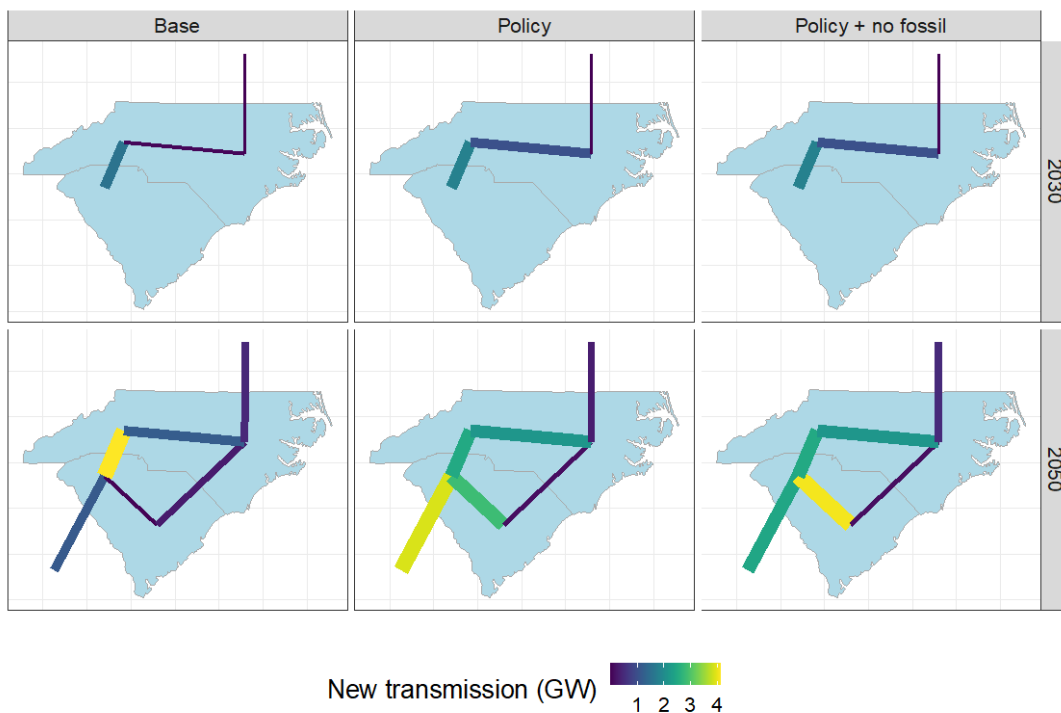 Base
Policy
Policy + no fossil
2030
2050
New transmission (GW)
1 2 3 4